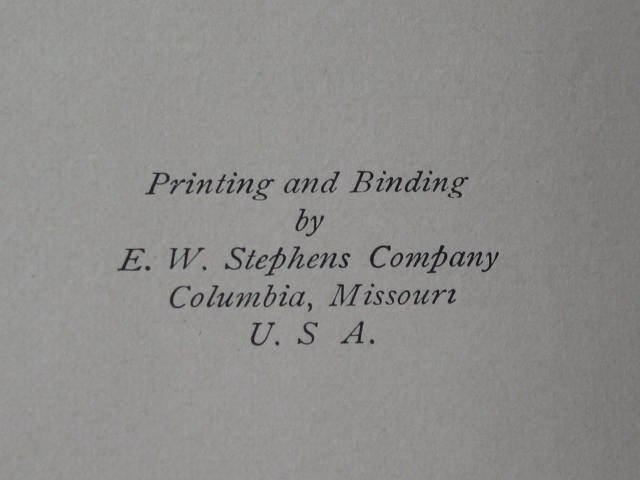 Printing and Binding
by
E. W. Stephens Company
Columbia, Missouri
U. S A.